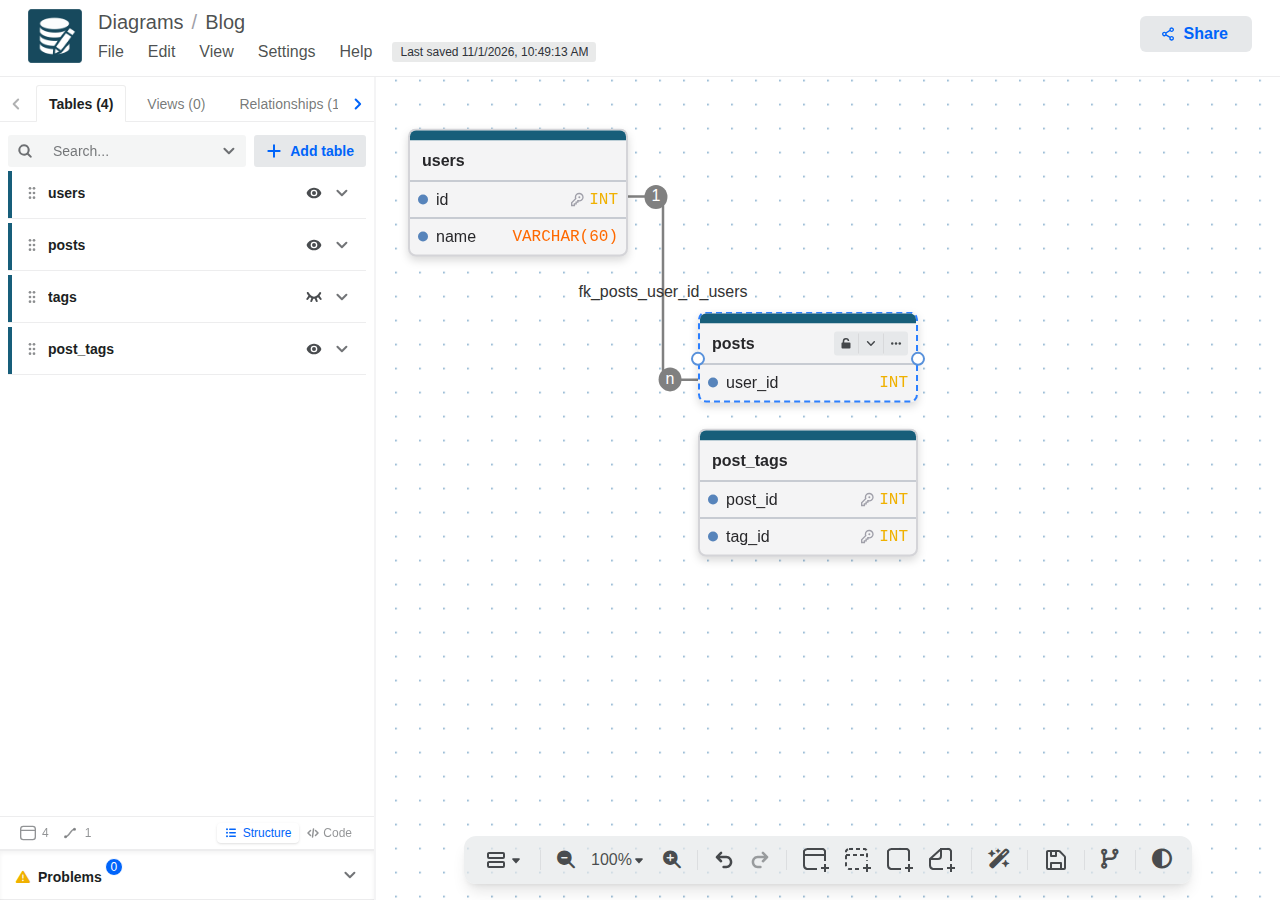 Diagrams / Blog
File Edit View Settings Help Last saved 11/1/2026, 10:49:13 AM
Share
Tables (4) Views (0) Relationships (1
Search... Add table
users
posts
tags
post_tags
4 1 Structure Code
Problems 0
users
id INT
name VARCHAR(60)
1
fk_posts_user_id_users
n
posts
user_id INT
post_tags
post_id INT
tag_id INT
100%